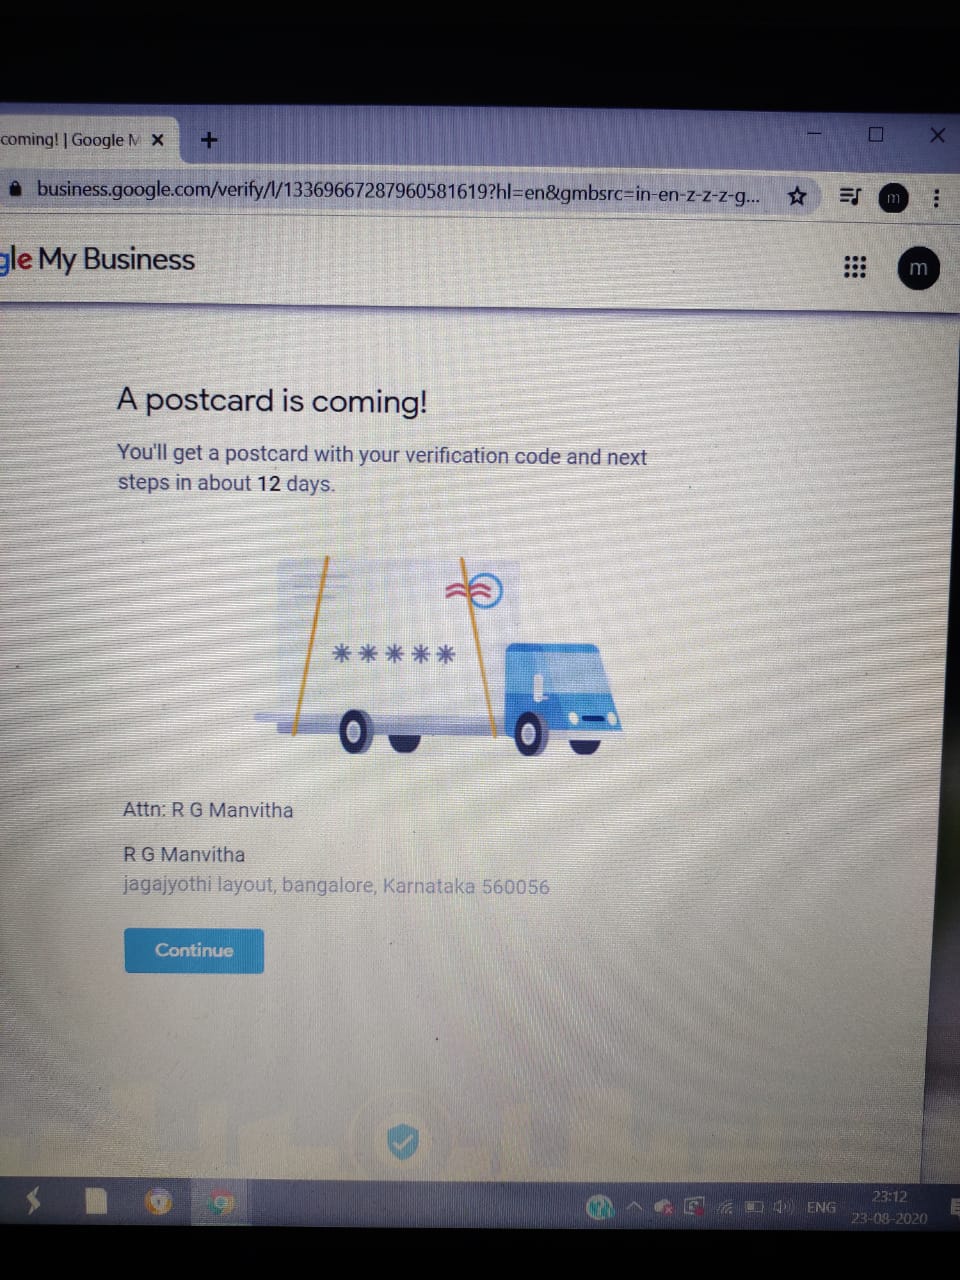 coming! | Google M
business.google.com/verify/l/13369667287960581619?hl=en&gmbsrc=in-en-z-z-z-g...
m
gle My Business
m
A postcard is coming!
You'll get a postcard with your verification code and next
steps in about 12 days.
*****
Attn: R G Manvitha
R G Manvitha
jagajyothi layout, bangalore, Karnataka 560056
Continue
ENG
23:12
23-08-2020